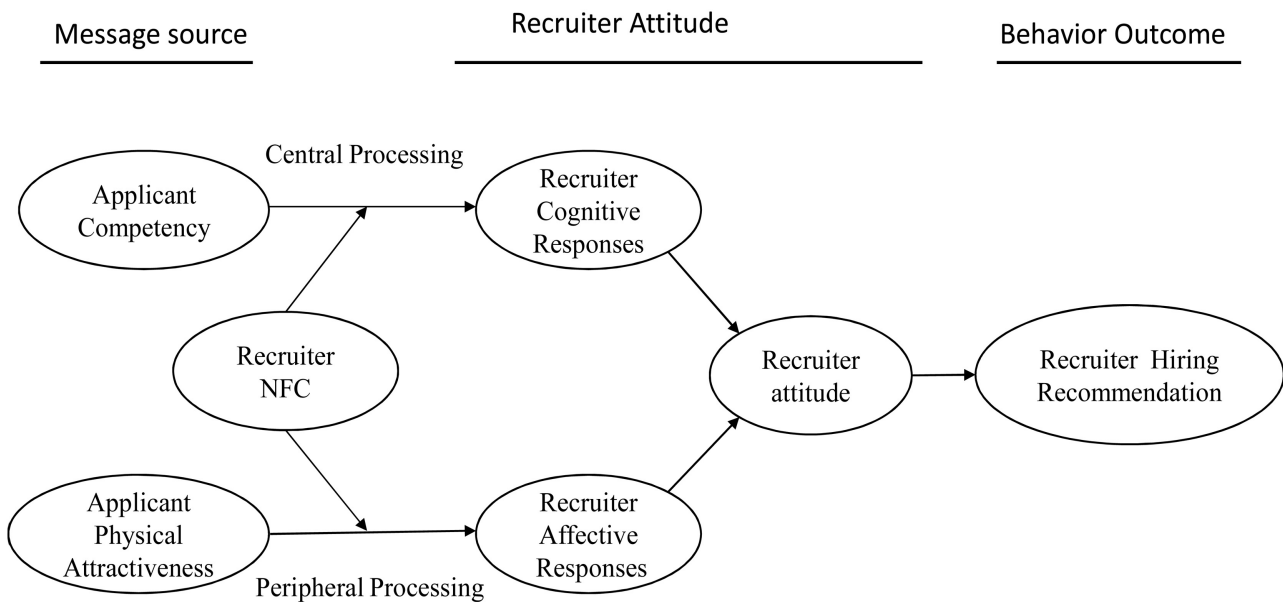 Message source
Recruiter Attitude
Behavior Outcome
Central Processing
Applicant
Competency
Recruiter
Cognitive
Responses
Recruiter
NFC
Recruiter
attitude
Recruiter Hiring
Recommendation
Applicant
Physical
Attractiveness
Recruiter
Affective
Responses
Peripheral Processing